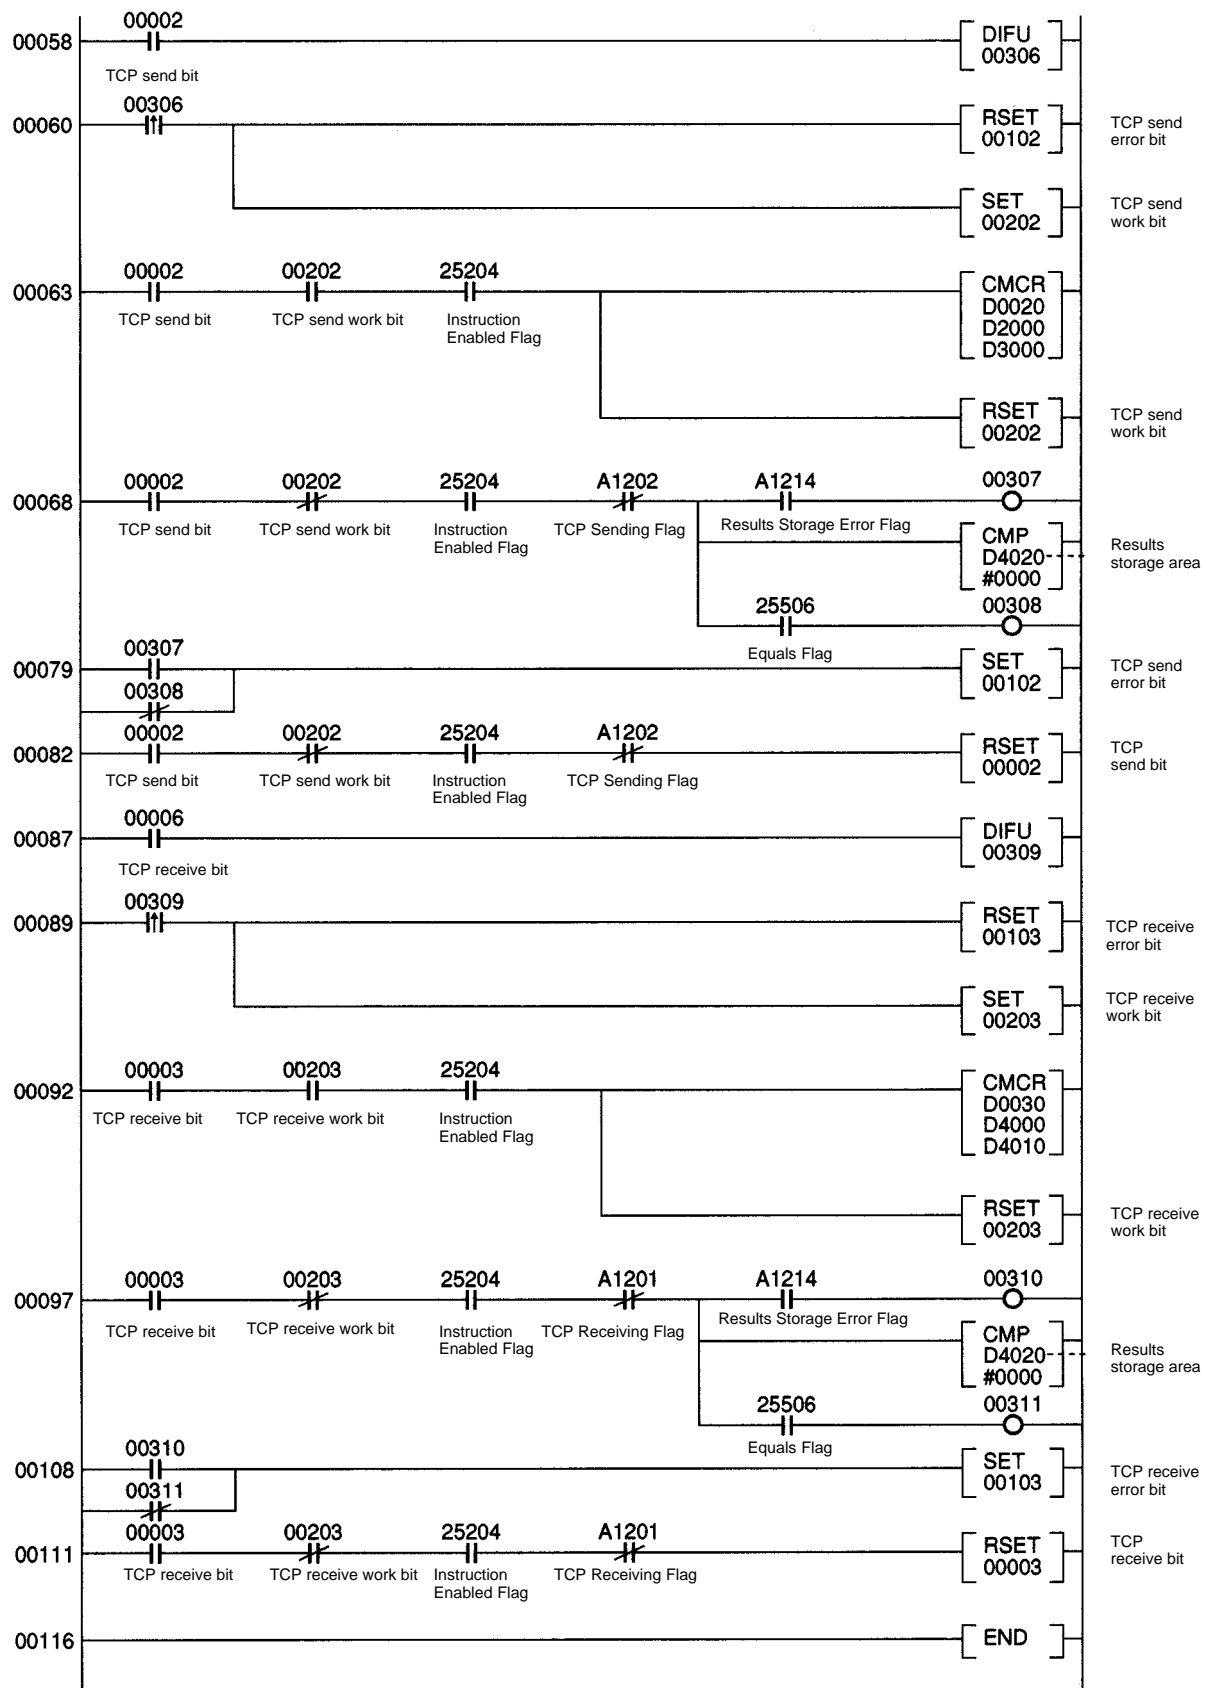 00002
00058
DIFU
00306
TCP send bit
00306
00060
RSET
00102
TCP send
error bit
SET
00202
TCP send
work bit
00002 00202 25204
00063
TCP send bit TCP send work bit Instruction
Enabled Flag
CMCR
D0020
D2000
D3000
RSET
00202
TCP send
work bit
00002 00202 25204 A1202 A1214 00307
00068
TCP send bit TCP send work bit Instruction
Enabled Flag TCP Sending Flag Results Storage Error Flag
CMP
D4020
#0000
Results
storage area
25506 00308
Equals Flag
00307
00079
00308
SET
00102
TCP send
error bit
00002 00202 25204 A1202
00082
TCP send bit TCP send work bit Instruction
Enabled Flag TCP Sending Flag
RSET
00002
TCP
send bit
00006
00087
TCP receive bit
DIFU
00309
00309
00089
RSET
00103
TCP receive
error bit
SET
00203
TCP receive
work bit
00003 00203 25204
00092
TCP receive bit TCP receive work bit Instruction
Enabled Flag
CMCR
D0030
D4000
D4010
RSET
00203
TCP receive
work bit
00003 00203 25204 A1201 A1214 00310
00097
TCP receive bit TCP receive work bit Instruction
Enabled Flag TCP Receiving Flag Results Storage Error Flag
CMP
D4020
#0000
Results
storage area
25506 00311
Equals Flag
00310
00108
00311
SET
00103
TCP receive
error bit
00003 00203 25204 A1201
00111
TCP receive bit TCP receive work bit Instruction
Enabled Flag TCP Receiving Flag
RSET
00003
TCP
receive bit
00116
END